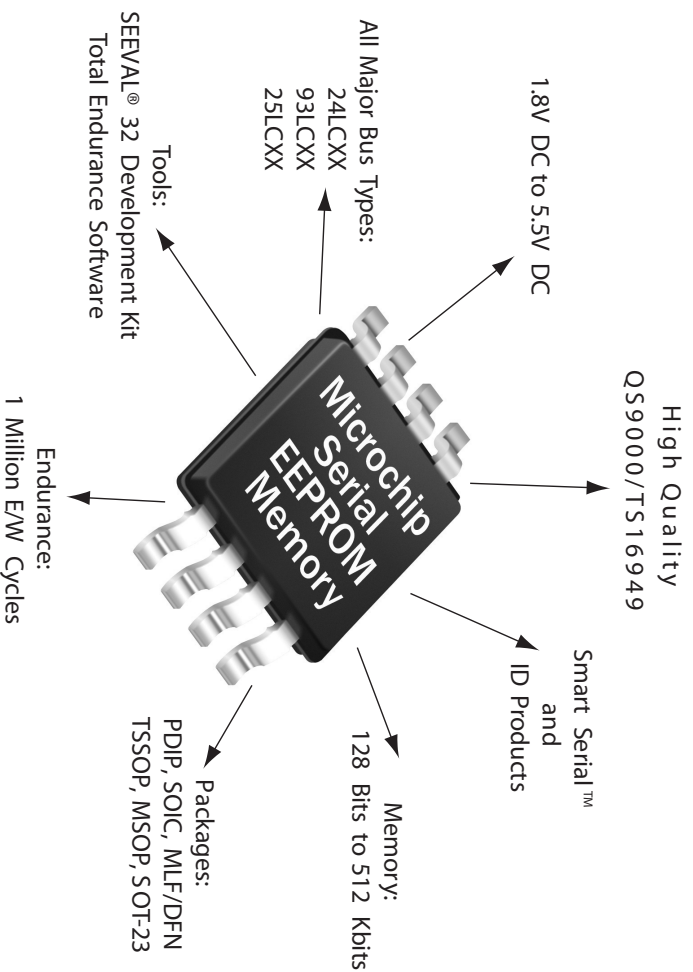 High Quality
QS9000/TS16949
1.8V DC to 5.5V DC
Smart Serial™
and
ID Products
All Major Bus Types:
24LCXX
93LCXX
25LCXX
Microchip
Serial
EEPROM
Memory
Memory:
128 Bits to 512 Kbits
Tools:
SEEVAL® 32 Development Kit
Total Endurance Software
Packages:
PDIP, SOIC, MLF/DFN
TSSOP, MSOP, SOT-23
Endurance:
1 Million E/W Cycles